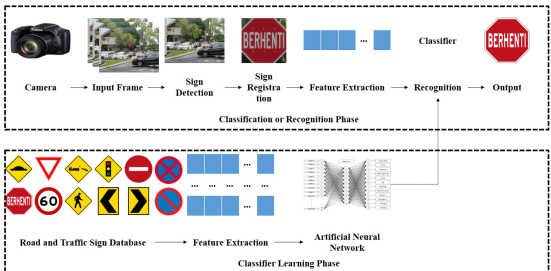 BERHENTI
BERHENTI
...
Classifier
Camera
Input Frame
Sign
Detection
Sign
Registra
tion
Feature Extraction
Recognition
Output
Classification or Recognition Phase
BERHENTI
60
...
...
...
...
...
...
Road and Traffic Sign Database
Feature Extraction
Artificial Neural
Network
Classifier Learning Phase